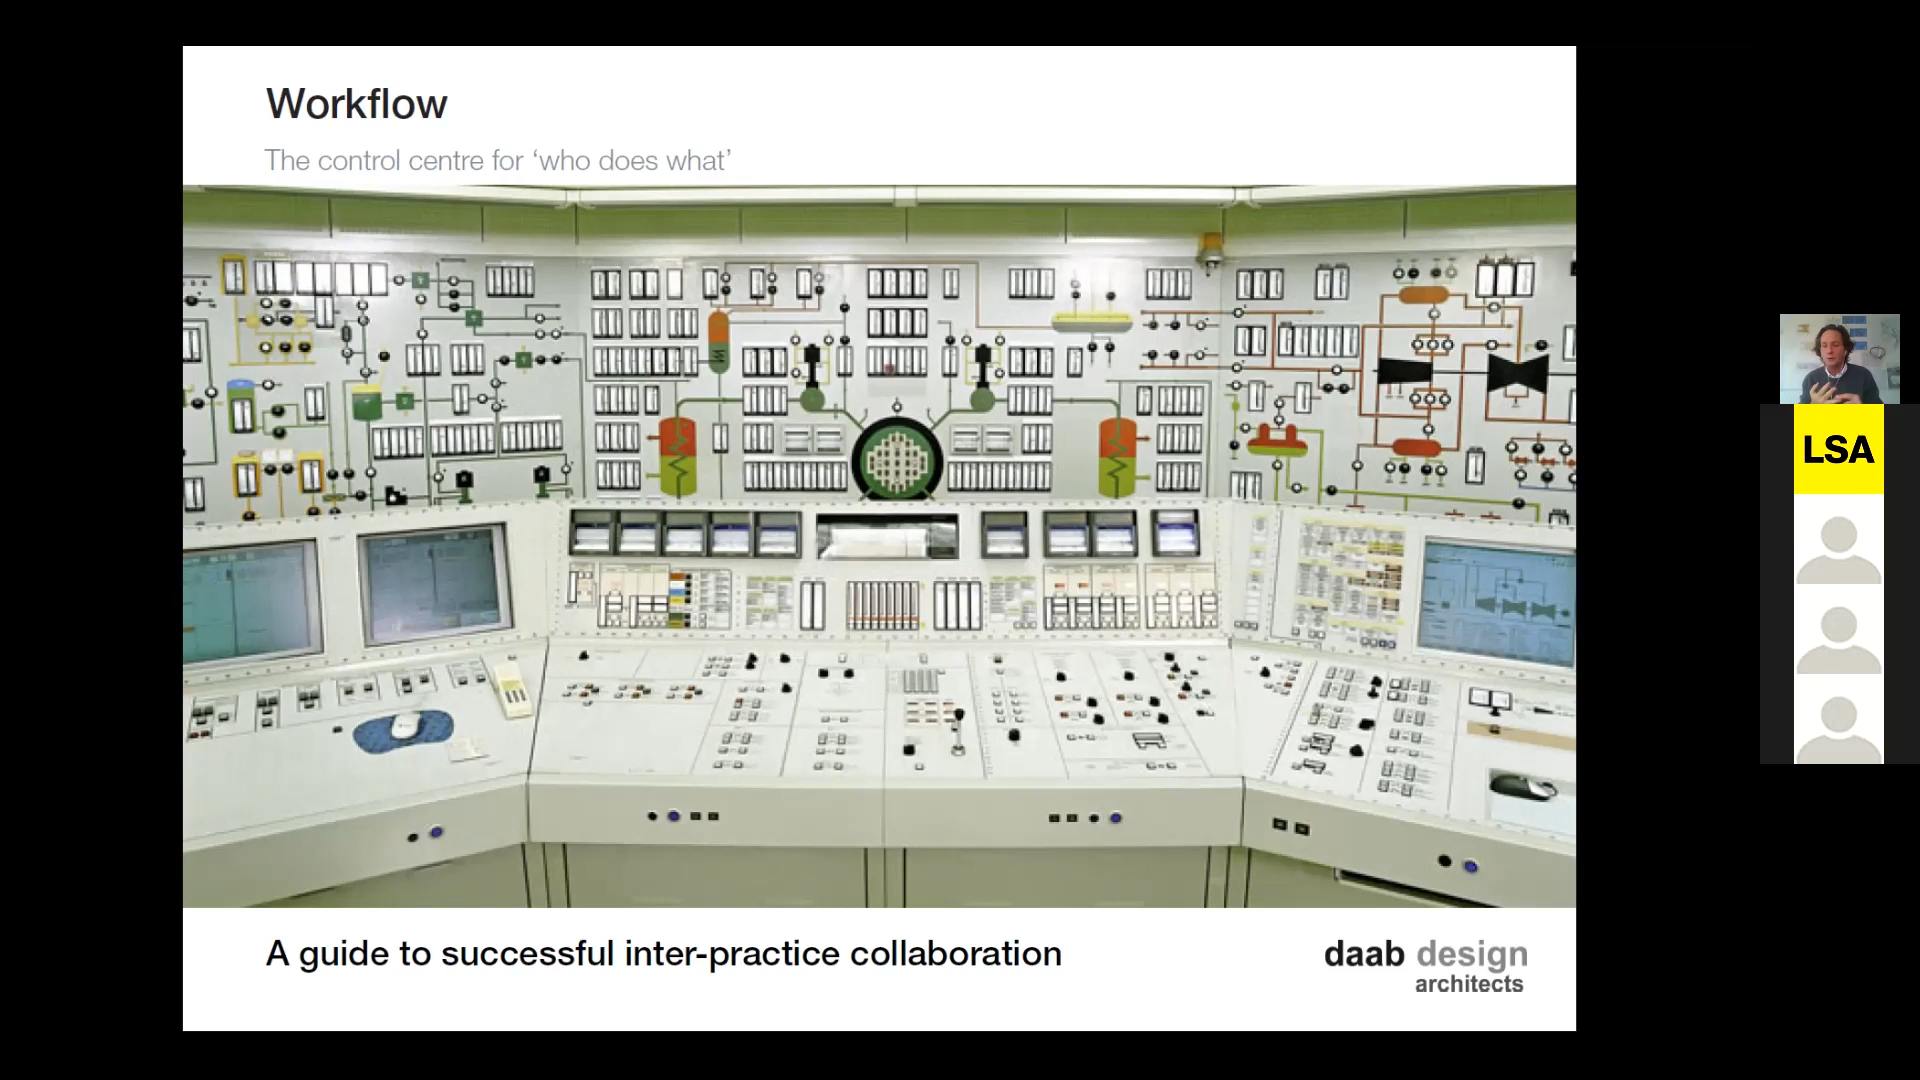 Workflow
The control centre for ‘who does what’
LSA
A guide to successful inter-practice collaboration
daab design
architects